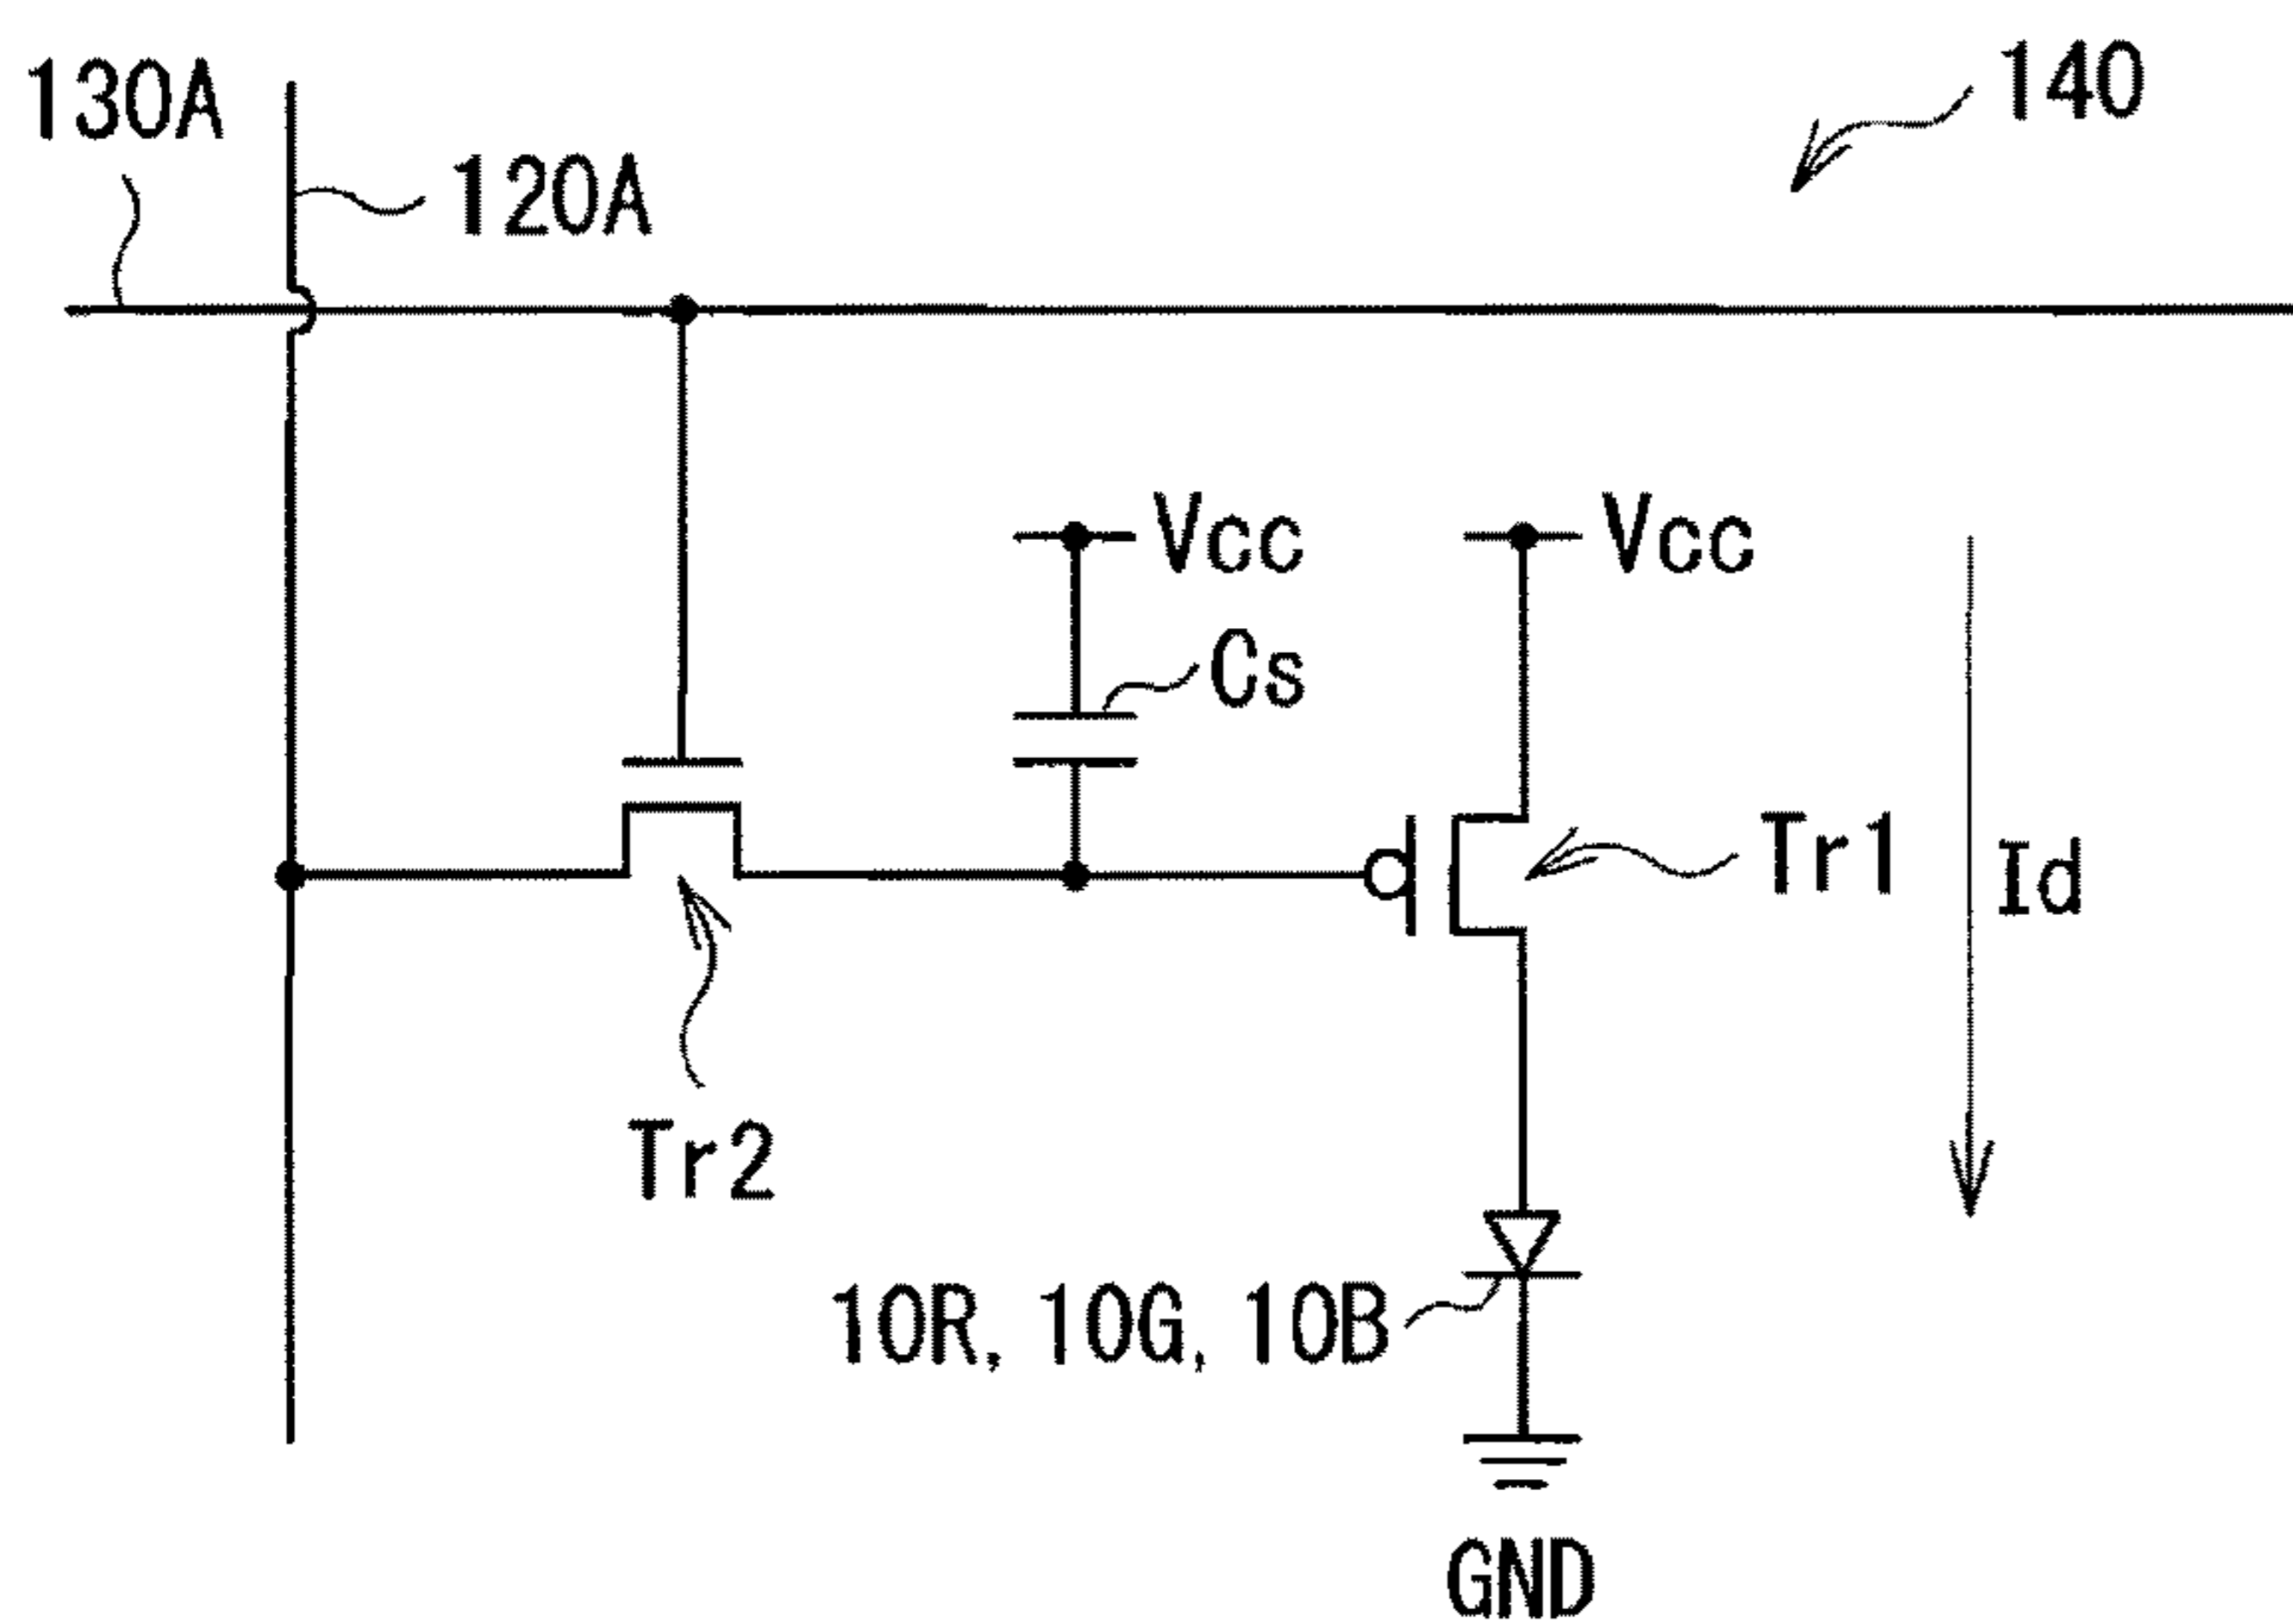 130A
120A
140
Vcc
Vcc
Cs
Tr1
Id
Tr2
10R, 10G, 10B
GND